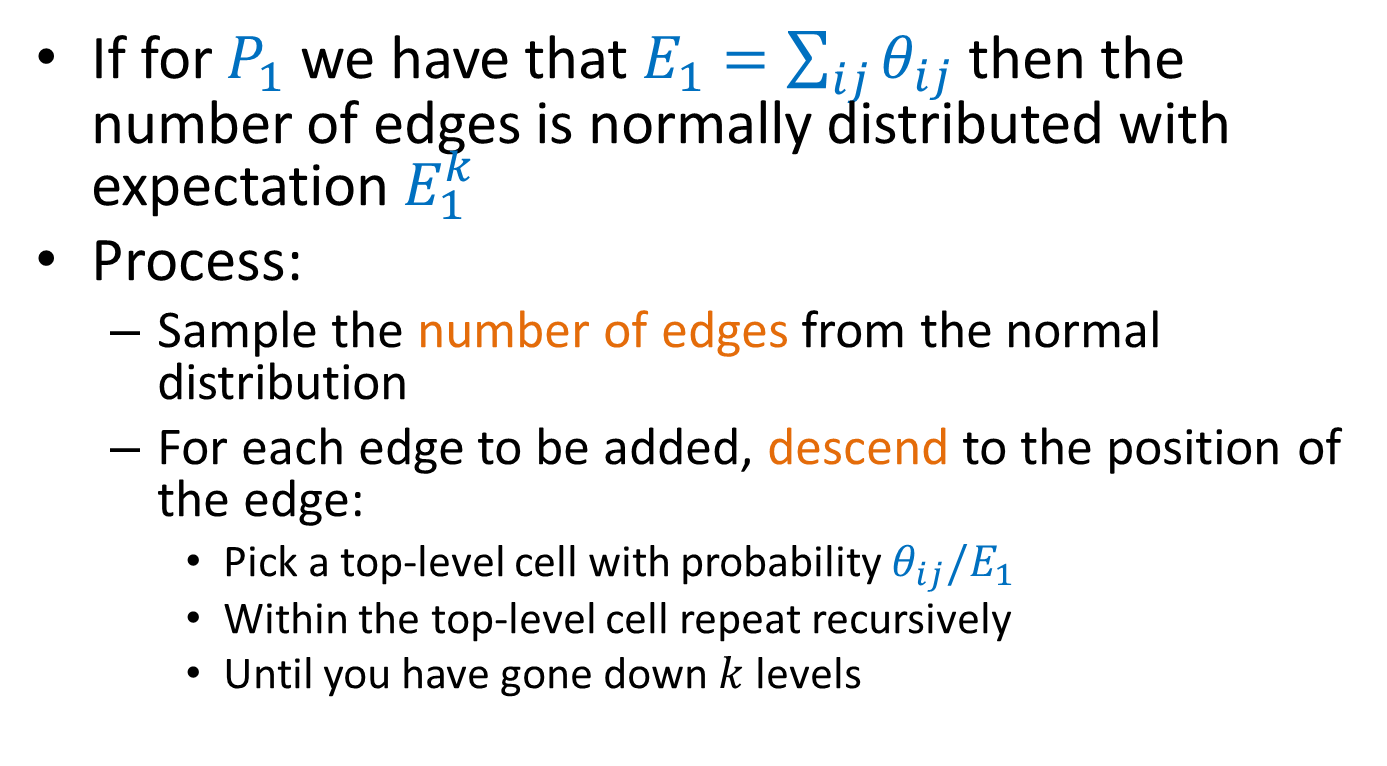 • If for P₁ we have that E₁ = ∑ᵢⱼ θᵢⱼ then the
number of edges is normally distributed with
expectation E₁ᵏ
• Process:
– Sample the number of edges from the normal
distribution
– For each edge to be added, descend to the position of
the edge:
• Pick a top-level cell with probability θᵢⱼ/E₁
• Within the top-level cell repeat recursively
• Until you have gone down k levels